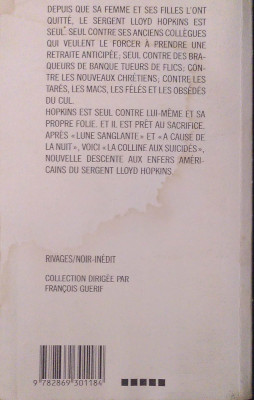 DEPUIS QUE SA FEMME ET SES FILLES L'ONT
QUITTÉ, LE SERGENT LLOYD HOPKINS EST
SEUL: SEUL CONTRE SES ANCIENS COLLÈGUES
QUI VEULENT LE FORCER À PRENDRE UNE
RETRAITE ANTICIPÉE; SEUL CONTRE DES BRA-
QUEURS DE BANQUE TUEURS DE FLICS; CON-
TRE LES NOUVEAUX CHRÉTIENS; CONTRE LES
TARÉS, LES MACS, LES FÉLÉS ET LES OBSÉDÉS
DU CUL.
HOPKINS EST SEUL CONTRE LUI-MÊME ET SA
PROPRE FOLIE. ET IL EST PRÊT AU SACRIFICE.
APRÈS «LUNE SANGLANTE» ET «A CAUSE DE
LA NUIT», VOICI «LA COLLINE AUX SUICIDÉS»,
NOUVELLE DESCENTE AUX ENFERS AMÉRI-
CAINS DU SERGENT LLOYD HOPKINS.
RIVAGES/NOIR-INÉDIT
COLLECTION DIRIGÉE PAR
FRANÇOIS GUERIF
9 782869 301184